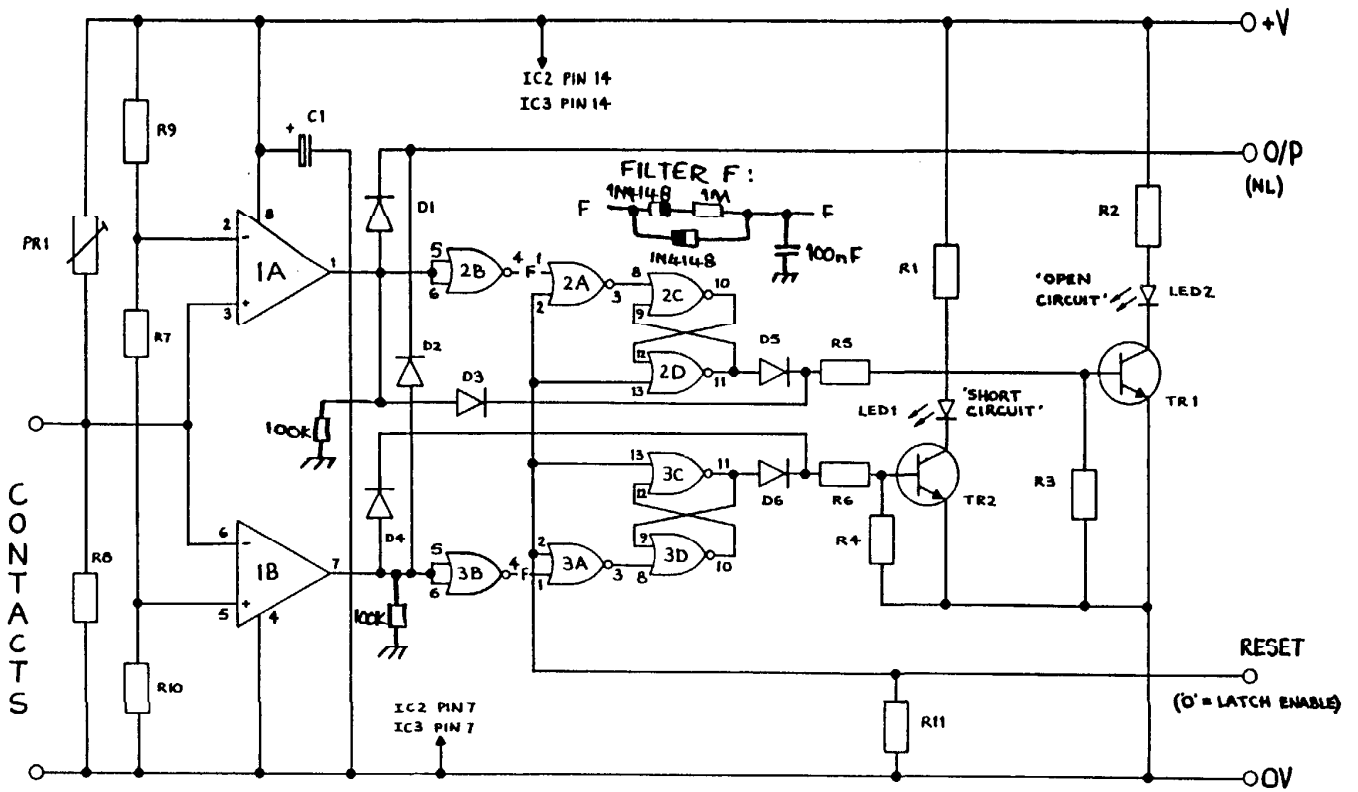 +V
IC2 PIN 14
IC3 PIN 14
R9
+ C1
O/P
(NL)
FILTER F:
1N4148 1M
F F
1N4148
100nF
PR1
8
2 -
1A 1
3 +
D1
5
6
2B 4
F 1
2
2A 3
8
9
2C 10
R1
R2
'OPEN
CIRCUIT'
LED2
R7
D2
12
13
2D 11
D5
R5
D3
100K
LED1
'SHORT
CIRCUIT'
TR1
13
12
3C 11
D6
R6
TR2
R3
R4
CONTACTS
R8
6 -
1B 7
5 +
4
D4
5
6
3B 4
F 1
2
3A 3
9
8
3D 10
100K
R10
RESET
('0' = LATCH ENABLE)
IC2 PIN 7
IC3 PIN 7
R11
0V